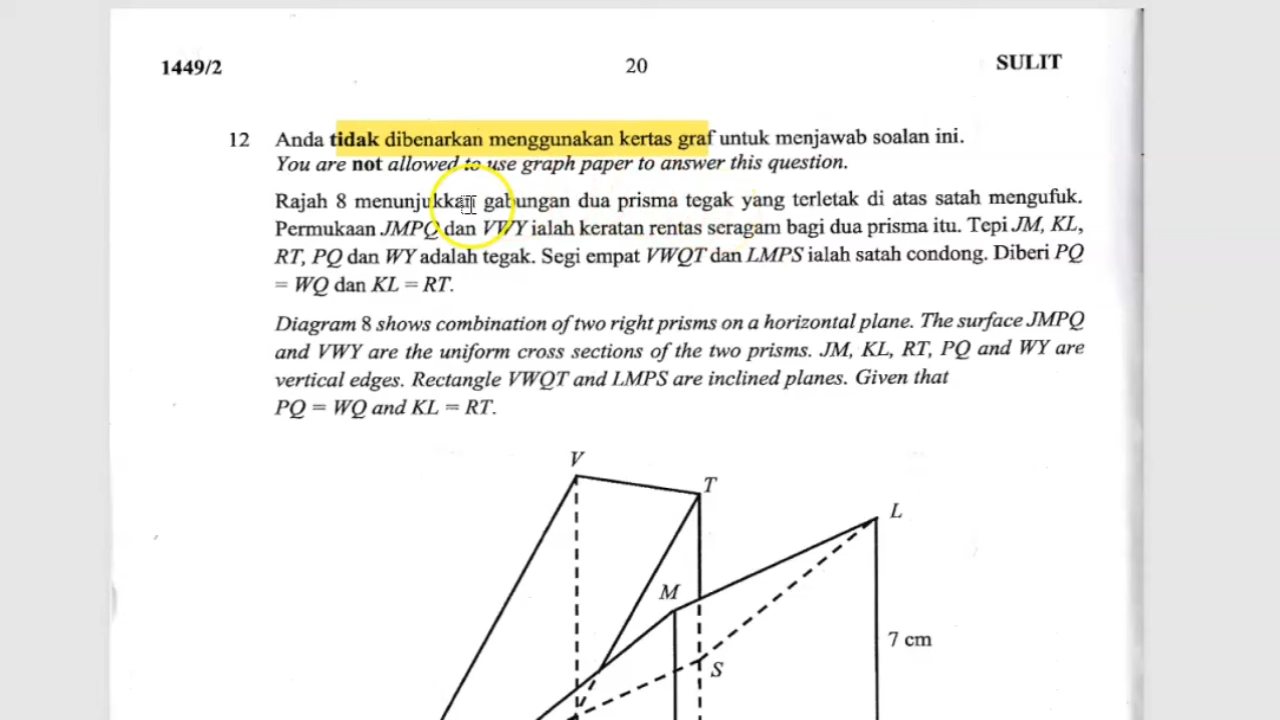 1449/2 20 SULIT
12 Anda tidak dibenarkan menggunakan kertas graf untuk menjawab soalan ini.
You are not allowed to use graph paper to answer this question.
Rajah 8 menunjukkan gabungan dua prisma tegak yang terletak di atas satah mengufuk.
Permukaan JMPQ dan VWY ialah keratan rentas seragam bagi dua prisma itu. Tepi JM, KL,
RT, PQ dan WY adalah tegak. Segi empat VWQT dan LMPS ialah satah condong. Diberi PQ
= WQ dan KL = RT.
Diagram 8 shows combination of two right prisms on a horizontal plane. The surface JMPQ
and VWY are the uniform cross sections of the two prisms. JM, KL, RT, PQ and WY are
vertical edges. Rectangle VWQT and LMPS are inclined planes. Given that
PQ = WQ and KL = RT.
V
T
L
M
7 cm
S